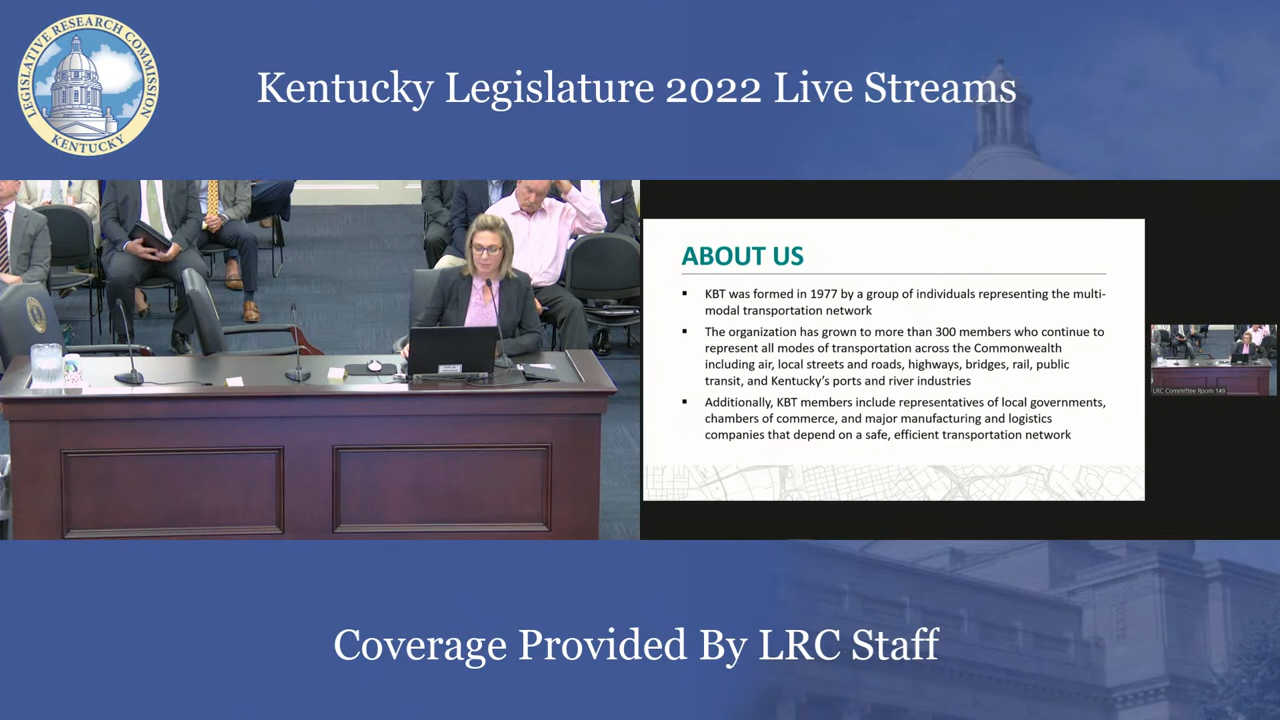 LEGISLATIVE RESEARCH COMMISSION
KENTUCKY
Kentucky Legislature 2022 Live Streams
ABOUT US
▪ KBT was formed in 1977 by a group of individuals representing the multi-
modal transportation network
▪ The organization has grown to more than 300 members who continue to
represent all modes of transportation across the Commonwealth
including air, local streets and roads, highways, bridges, rail, public
transit, and Kentucky's ports and river industries
▪ Additionally, KBT members include representatives of local governments,
chambers of commerce, and major manufacturing and logistics
companies that depend on a safe, efficient transportation network
LRC Committee Room 149
Coverage Provided By LRC Staff